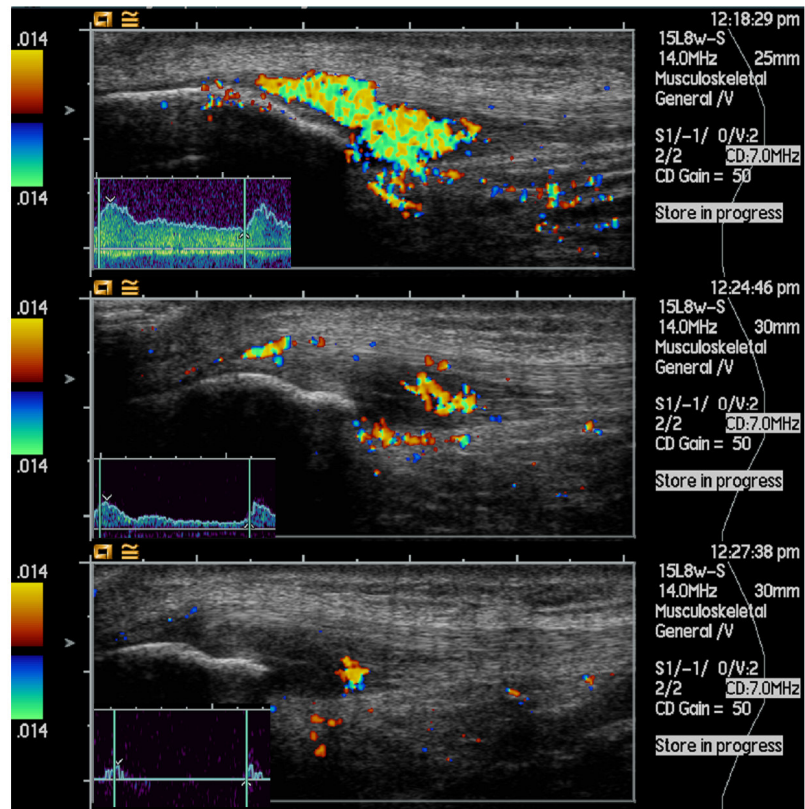 12:18:29 pm
.014
15L8w-S
14.0MHz 25mm
Musculoskeletal
General /V
S1/-1/ 0/V:2
2/2 CD:7.0MHz
CD Gain = 50
.014
Store in progress
12:24:46 pm
.014
15L8w-S
14.0MHz 30mm
Musculoskeletal
General /V
S1/-1/ 0/V:2
2/2 CD:7.0MHz
CD Gain = 50
.014
Store in progress
12:27:38 pm
.014
15L8w-S
14.0MHz 30mm
Musculoskeletal
General /V
S1/-1/ 0/V:2
2/2 CD:7.0MHz
CD Gain = 50
.014
Store in progress